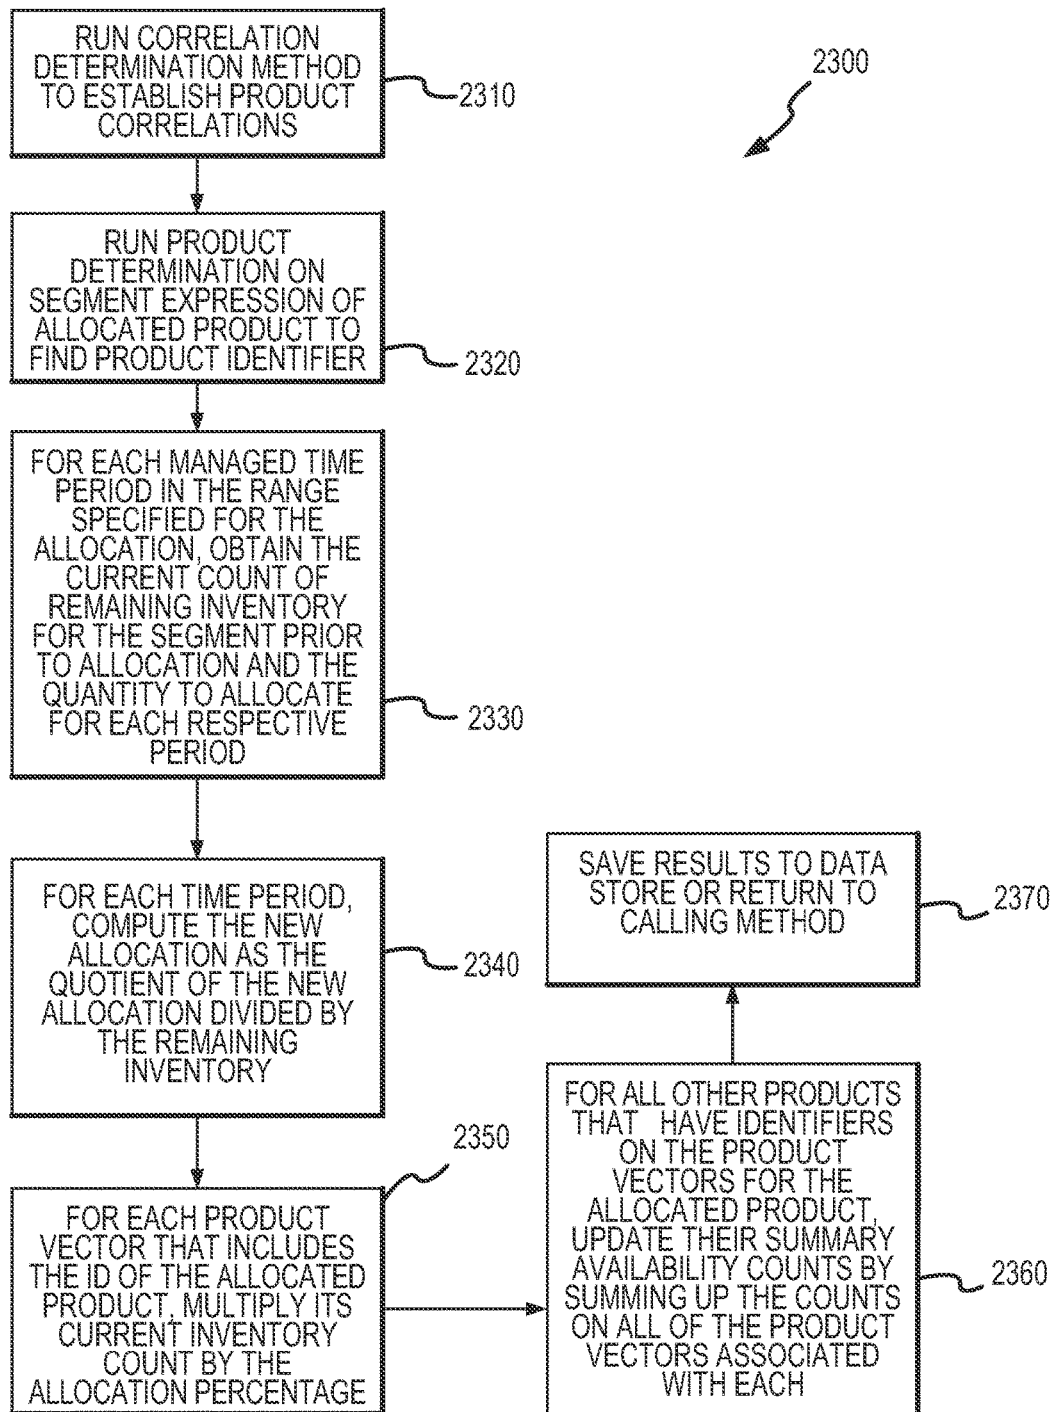 RUN CORRELATION
DETERMINATION METHOD
TO ESTABLISH PRODUCT
CORRELATIONS
2310
2300
RUN PRODUCT
DETERMINATION ON
SEGMENT EXPRESSION OF
ALLOCATED PRODUCT TO
FIND PRODUCT IDENTIFIER
2320
FOR EACH MANAGED TIME
PERIOD IN THE RANGE
SPECIFIED FOR THE
ALLOCATION, OBTAIN THE
CURRENT COUNT OF
REMAINING INVENTORY
FOR THE SEGMENT PRIOR
TO ALLOCATION AND THE
QUANTITY TO ALLOCATE
FOR EACH RESPECTIVE
PERIOD
2330
FOR EACH TIME PERIOD,
COMPUTE THE NEW
ALLOCATION AS THE
QUOTIENT OF THE NEW
ALLOCATION DIVIDED BY
THE REMAINING
INVENTORY
2340
FOR EACH PRODUCT
VECTOR THAT INCLUDES
THE ID OF THE ALLOCATED
PRODUCT, MULTIPLY ITS
CURRENT INVENTORY
COUNT BY THE
ALLOCATION PERCENTAGE
2350
FOR ALL OTHER PRODUCTS
THAT HAVE IDENTIFIERS
ON THE PRODUCT
VECTORS FOR THE
ALLOCATED PRODUCT,
UPDATE THEIR SUMMARY
AVAILABILITY COUNTS BY
SUMMING UP THE COUNTS
ON ALL OF THE PRODUCT
VECTORS ASSOCIATED
WITH EACH
2360
SAVE RESULTS TO DATA
STORE OR RETURN TO
CALLING METHOD
2370